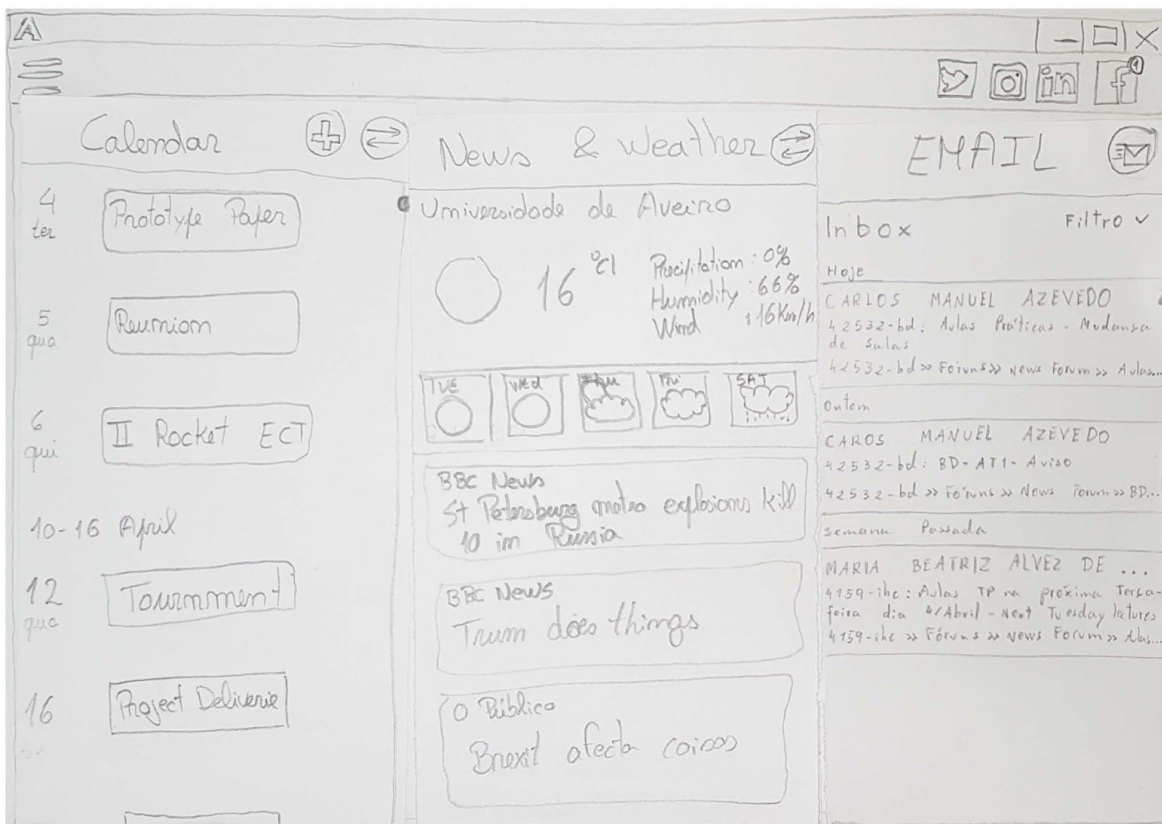 A
in f 1
Calendar
4
ter
Prototype Paper
5
qua
Reuniom
6
qui
II Rocket ECT
10-16 April
12
qua
Tournment
16
Project Deliverie
News & Weather
Universidade de Aveiro
16 °C|
Precipitation : 0%
Hummidity : 66%
Wind : 16Km/h
TUE Wed Thu Fri SAT
BBC News
St Petersburg metro explosions kill
10 in Russia
BBC News
Trum does things
O Público
Brexit afecta coisas
EMAIL
Inbox Filtro
Hoje
CARLOS MANUEL AZEVEDO
42532-bd: Aulas Práticas - Mudansa
de salas
42532-bd >> Fóruns >> News Forum >> Aulas...
Ontem
CAROS MANUEL AZEVEDO
42532-bd: BD-AT1-Aviso
42532-bd >> Fóruns >> News Forum >> BD...
semana Passada
MARIA BEATRIZ ALVEZ DE ...
4159-ihc: Aulas TP na próxima Terça-
feira dia 4/Abril - Next Tuesday lectures
4159-ihc >> Fóruns >> News Forum >> Alas...